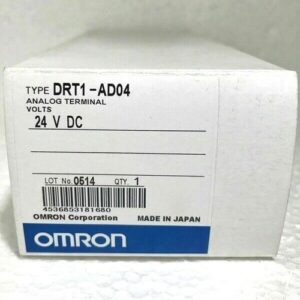 TYPE DRT1-AD04
ANALOG TERMINAL
VOLTS
24 V DC
LOT No. 0514 QTY. 1
4536853181680
OMRON Corporation MADE IN JAPAN
OMRON